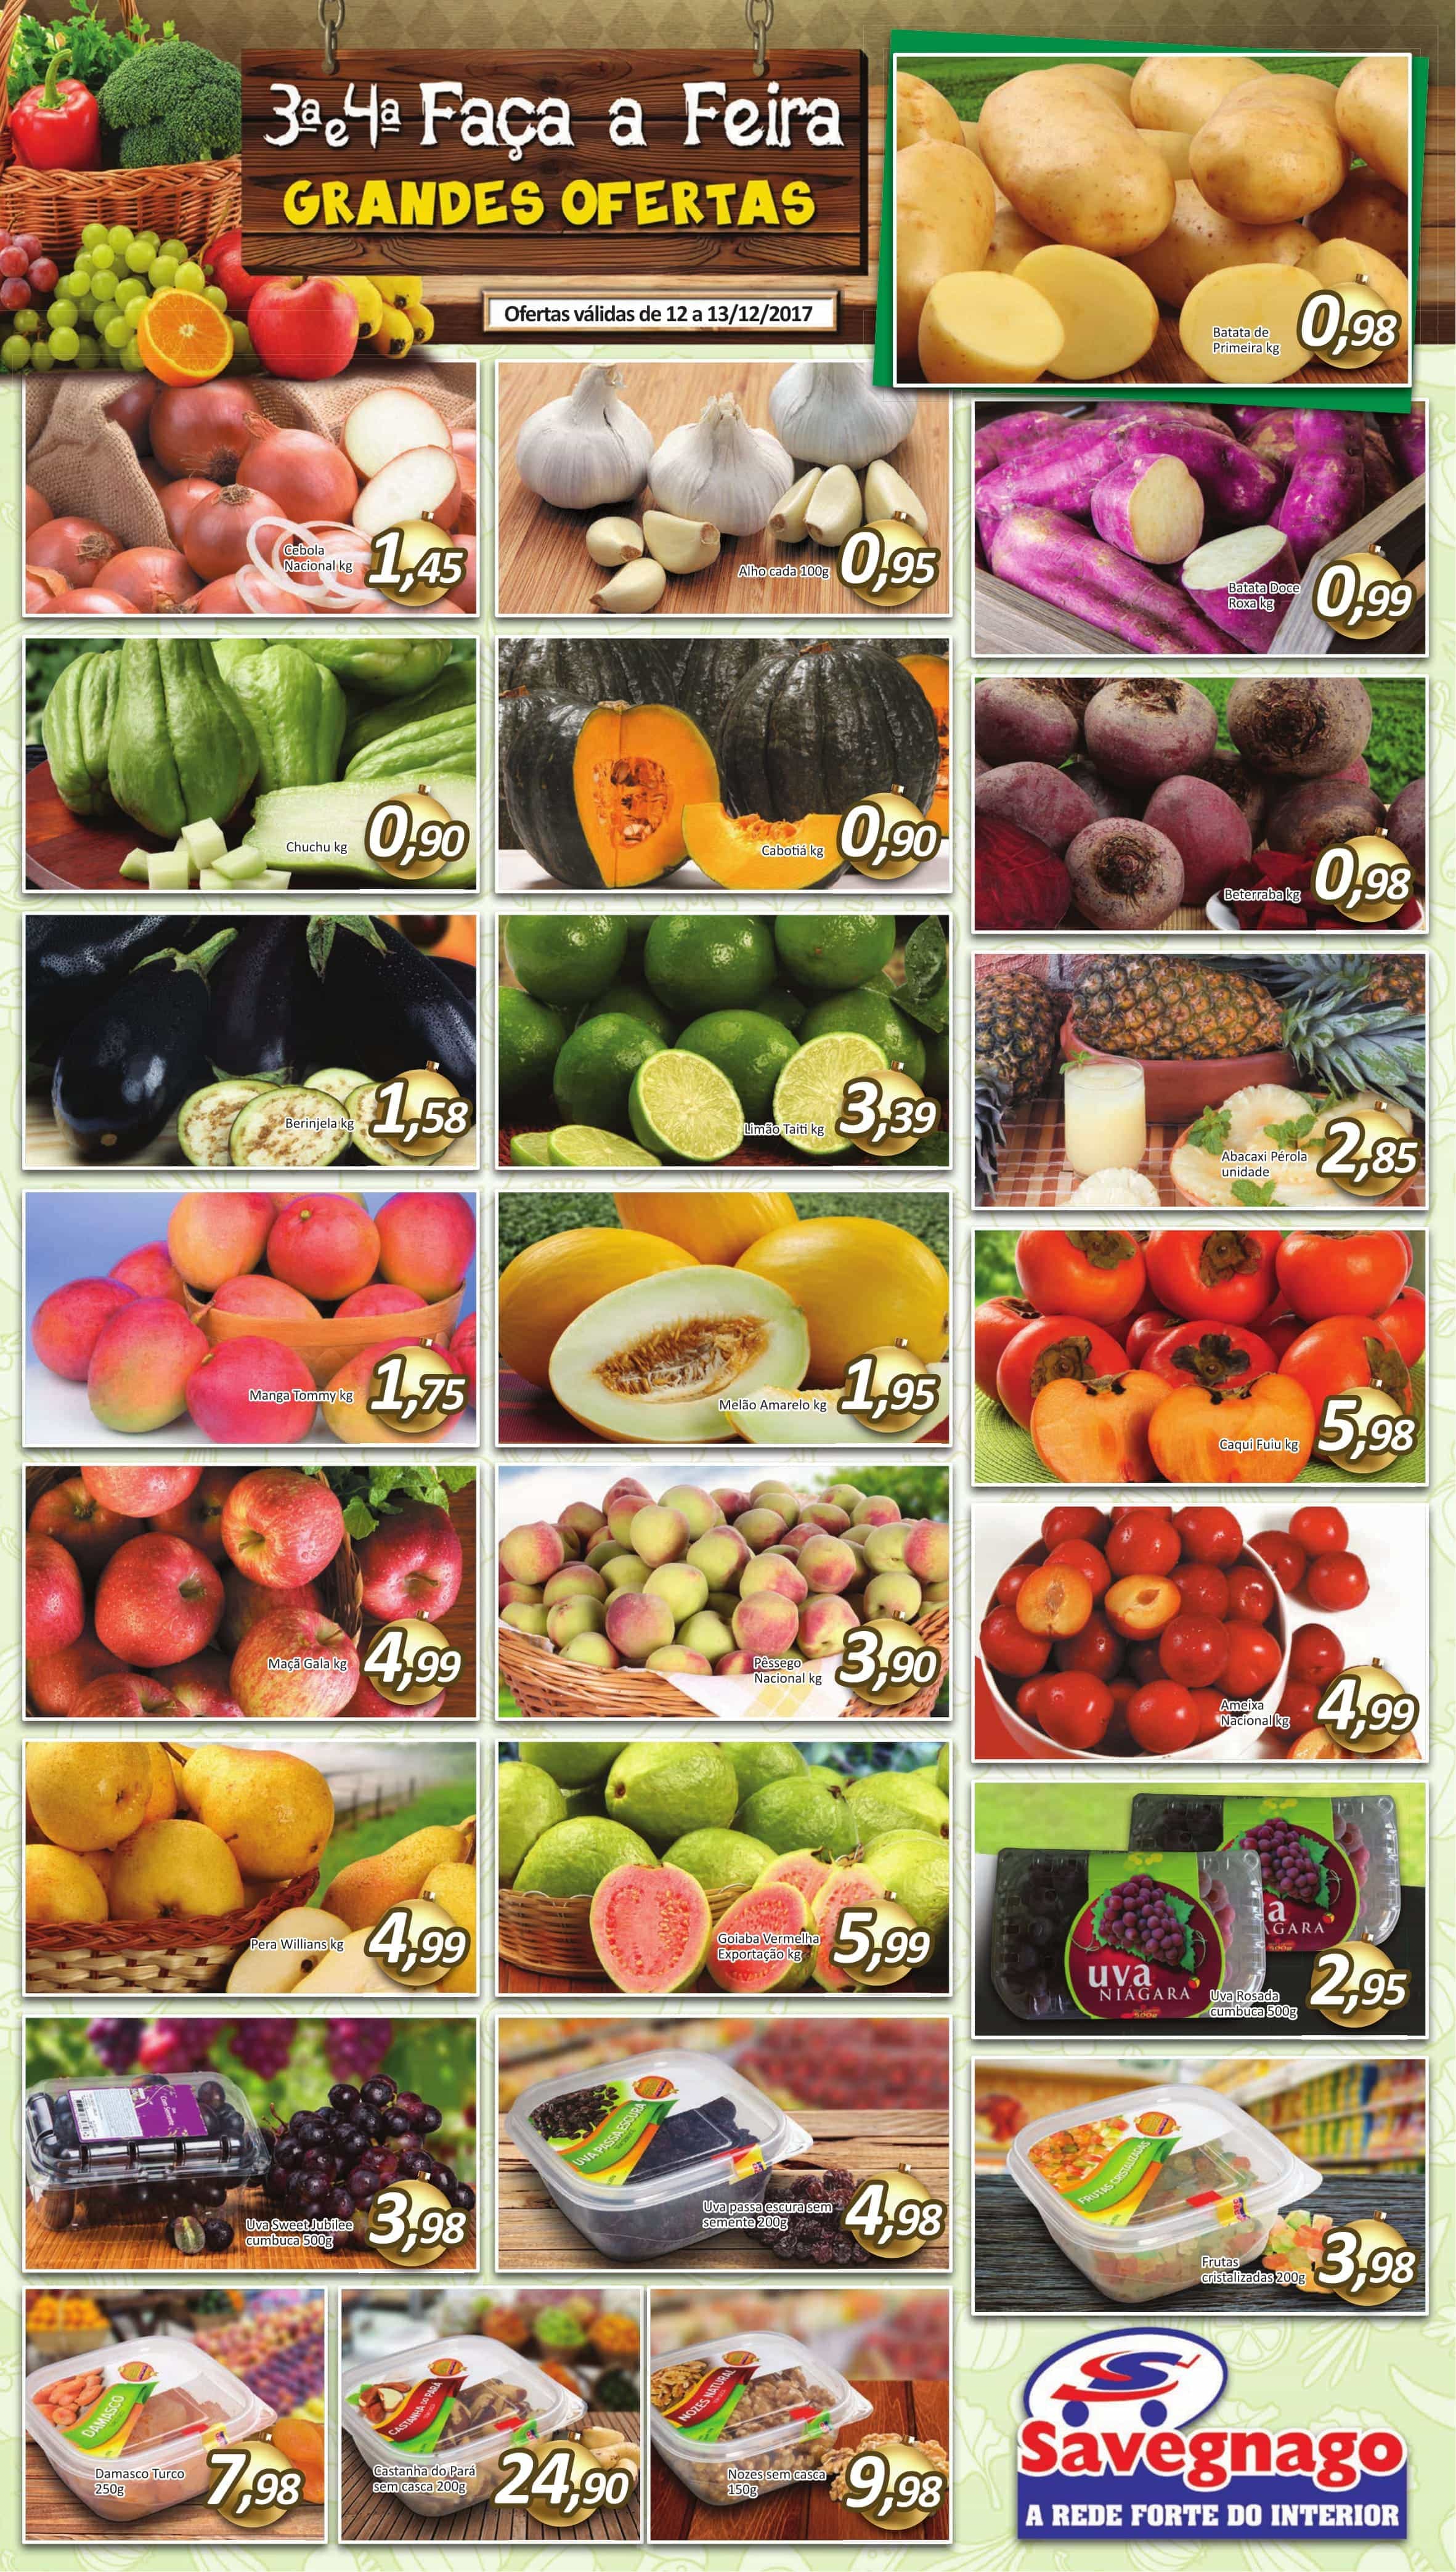 3ª e 4ª Faça a Feira
GRANDES OFERTAS
Ofertas válidas de 12 a 13/12/2017
Batata de
Primeira kg
0,98
Cebola
Nacional kg
1,45
Alho cada 100g
0,95
Batata Doce
Roxa kg
0,99
Chuchu kg
0,90
Cabotiá kg
0,90
Beterraba kg
0,98
Berinjela kg
1,58
Limão Taiti kg
3,39
Abacaxi Pérola
unidade
2,85
Manga Tommy kg
1,75
Melão Amarelo kg
1,95
Caqui Fuiu kg
5,98
Maçã Gala kg
4,99
Pêssego
Nacional kg
3,90
Ameixa
Nacional kg
4,99
Pera Willians kg
4,99
Goiaba Vermelha
Exportação kg
5,99
a
AGARA
500g
uva
NIÁGARA
500g
Uva Rosada
cumbuca 500g
2,95
Uva Sweet Jubilee
cumbuca 500g
3,98
UVA PASSA ESCURA
Uva passa escura sem
semente 200g
4,98
FRUTAS CRISTALIZADAS
Frutas
cristalizadas 200g
3,98
DAMASCO
Damasco Turco
250g
7,98
CASTANHA DO PARÁ
Castanha do Pará
sem casca 200g
24,90
NOZES NATURAL
Nozes sem casca
150g
9,98
Savegnago
A REDE FORTE DO INTERIOR